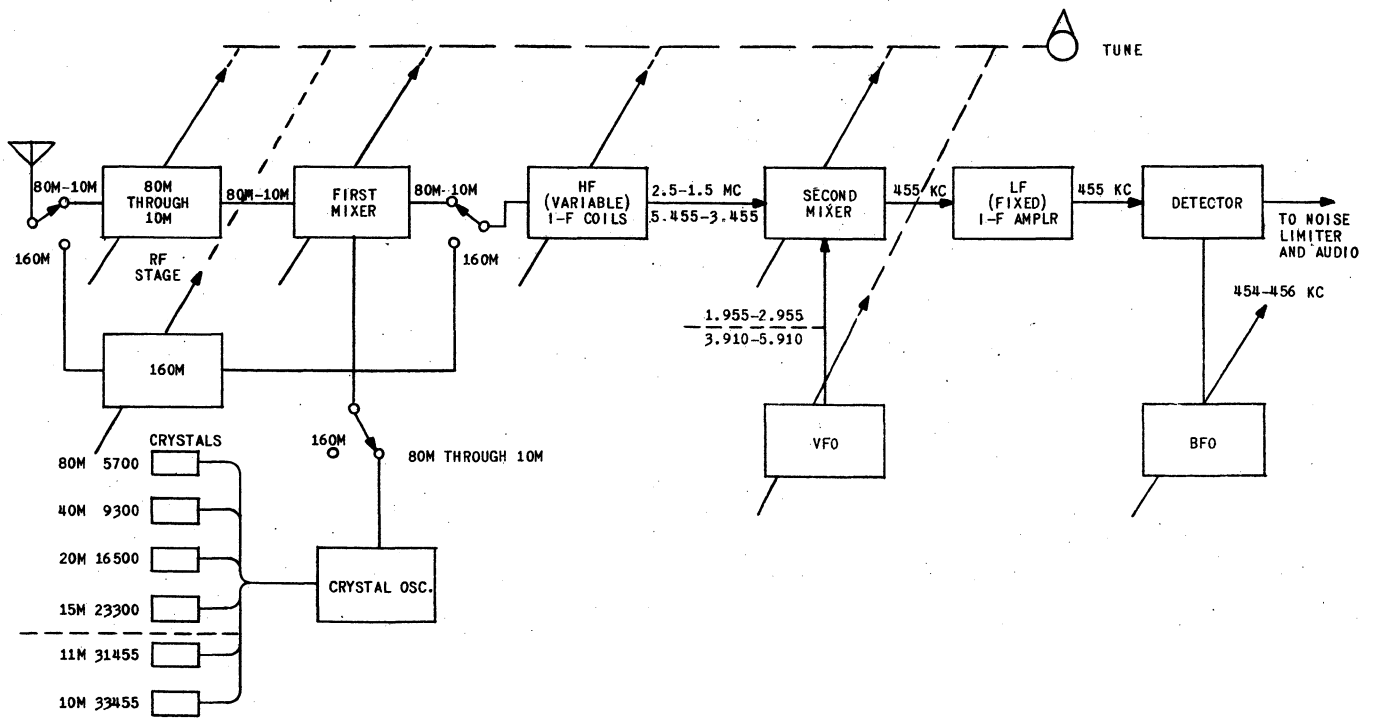 TUNE
80M-10M
80M
THROUGH
10M
80M-10M
FIRST
MIXER
80M-10M
HF
(VARIABLE)
I-F COILS
2.5-1.5 MC
5.455-3.455
SECOND
MIXER
455 KC
LF
(FIXED)
I-F AMPLR
455 KC
DETECTOR
TO NOISE
LIMITER
AND AUDIO
160M
RF
STAGE
160M
454-456 KC
1.955-2.955
3.910-5.910
160M
VFO
BFO
CRYSTALS
160M
80M THROUGH 10M
80M 5700
40M 9300
20M 16500
15M 23300
11M 31455
10M 33455
CRYSTAL OSC.